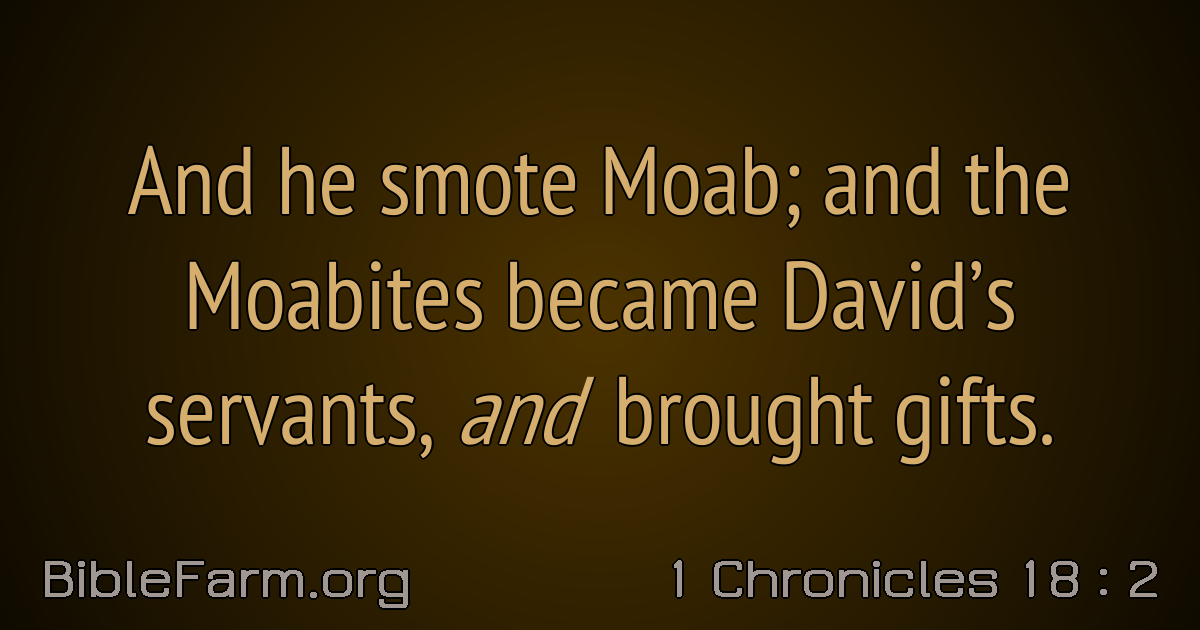 And he smote Moab; and the
Moabites became David’s
servants, and brought gifts.
BibleFarm.org
1 Chronicles 18 : 2